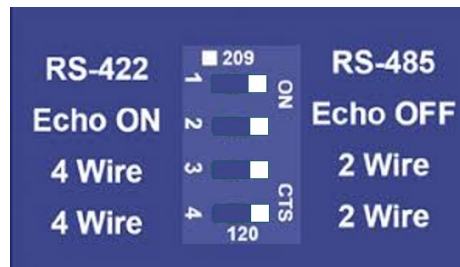 209
RS-422 1 ON RS-485
Echo ON 2 Echo OFF
4 Wire 3 2 Wire
4 Wire 4 CTS 2 Wire
120